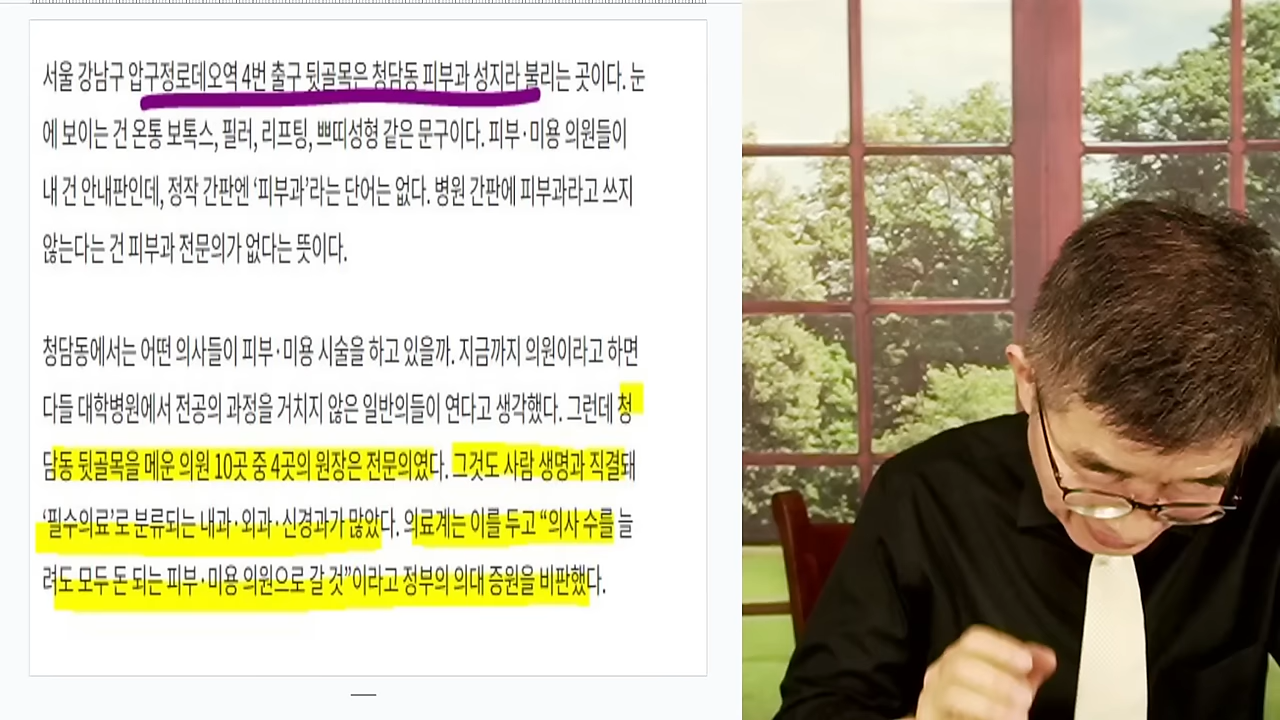 서울 강남구 압구정로데오역 4번 출구 뒷골목은 청담동 피부과 성지라 불리는 곳이다. 눈
에 보이는 건 온통 보톡스, 필러, 리프팅, 쁘띠성형 같은 문구이다. 피부·미용 의원들이
내 건 안내판인데, 정작 간판엔 ‘피부과’라는 단어는 없다. 병원 간판에 피부과라고 쓰지
않는다는 건 피부과 전문의가 없다는 뜻이다.
청담동에서는 어떤 의사들이 피부·미용 시술을 하고 있을까. 지금까지 의원이라고 하면
다들 대학병원에서 전공의 과정을 거치지 않은 일반의들이 연다고 생각했다. 그런데 청
담동 뒷골목을 메운 의원 10곳 중 4곳의 원장은 전문의였다. 그것도 사람 생명과 직결돼
‘필수의료’로 분류되는 내과·외과·신경과가 많았다. 의료계는 이를 두고 “의사 수를 늘
려도 모두 돈 되는 피부·미용 의원으로 갈 것”이라고 정부의 의대 증원을 비판했다.